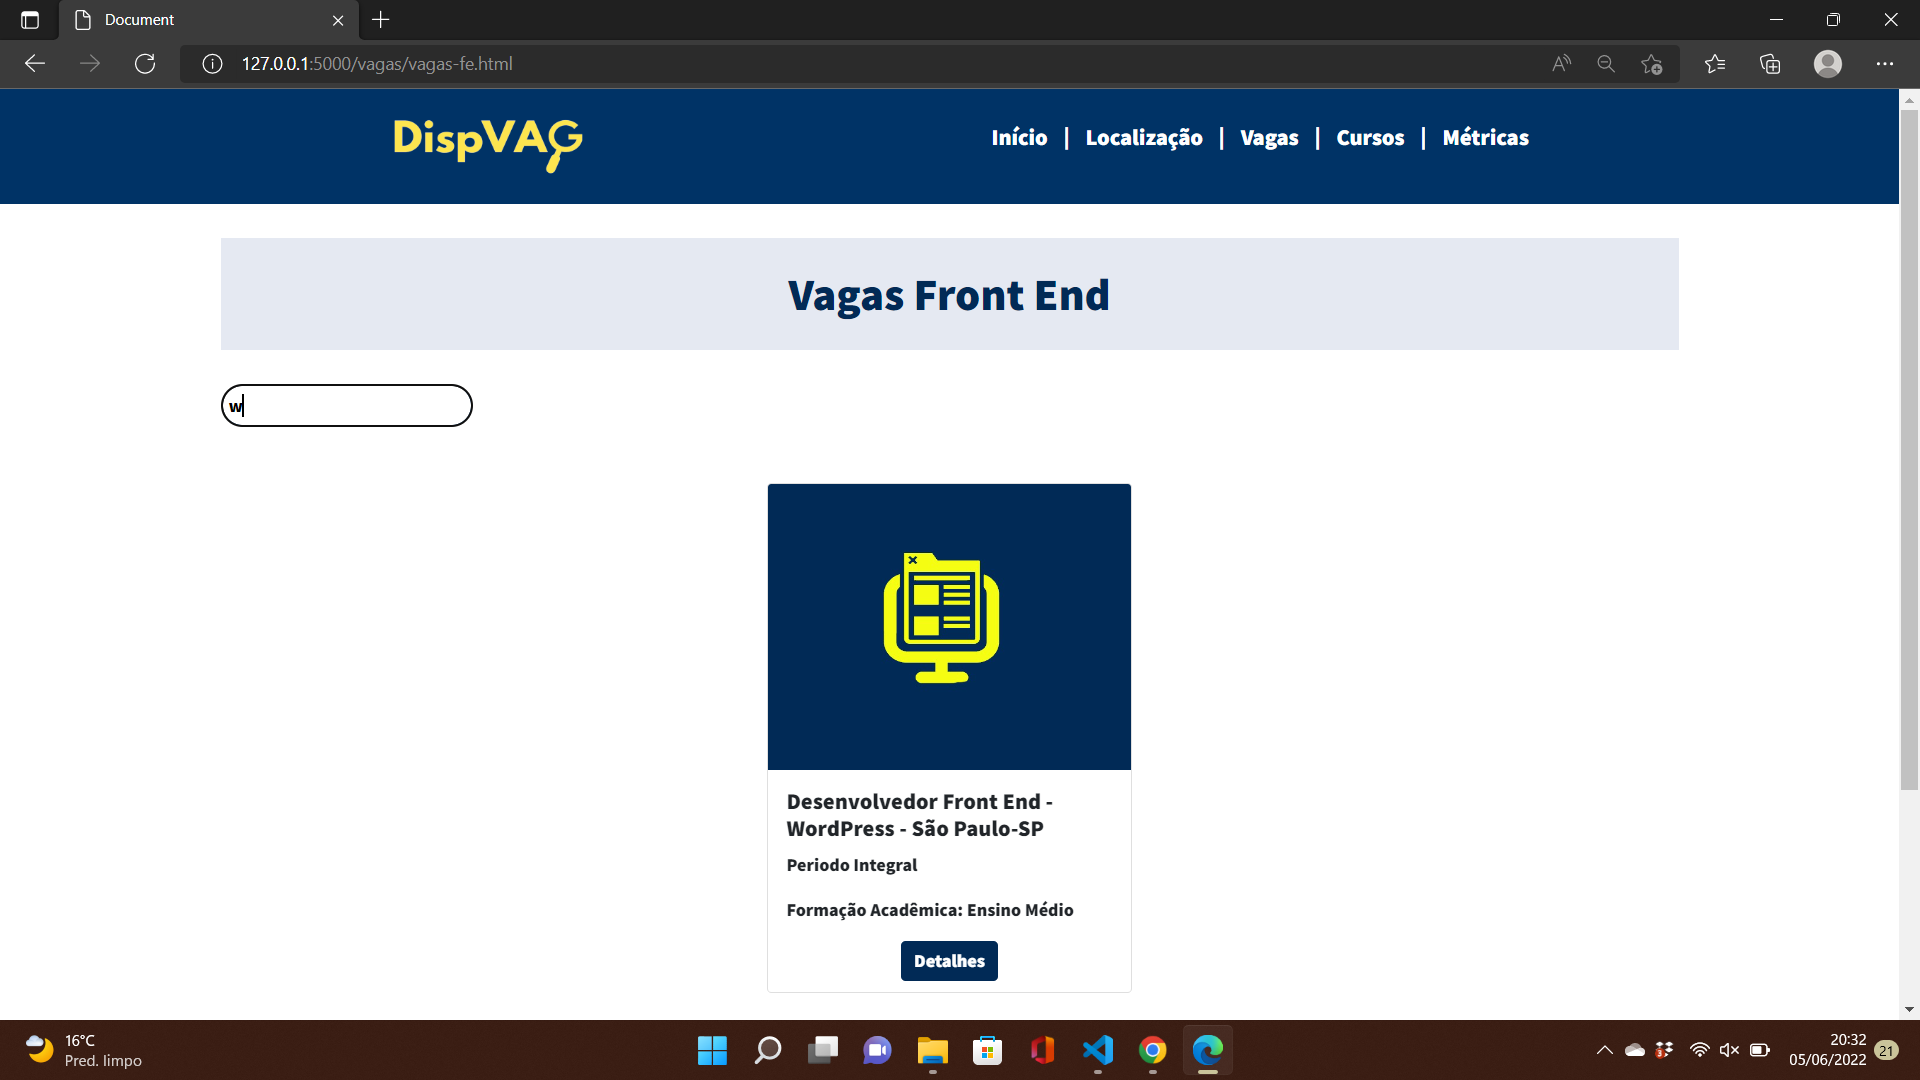 Document
127.0.0.1:5000/vagas/vagas-fe.html
DispVAG
Início | Localização | Vagas | Cursos | Métricas
Vagas Front End
w
Desenvolvedor Front End -
WordPress - São Paulo-SP
Periodo Integral
Formação Acadêmica: Ensino Médio
Detalhes
16°C
Pred. limpo
3
20:32
05/06/2022
21